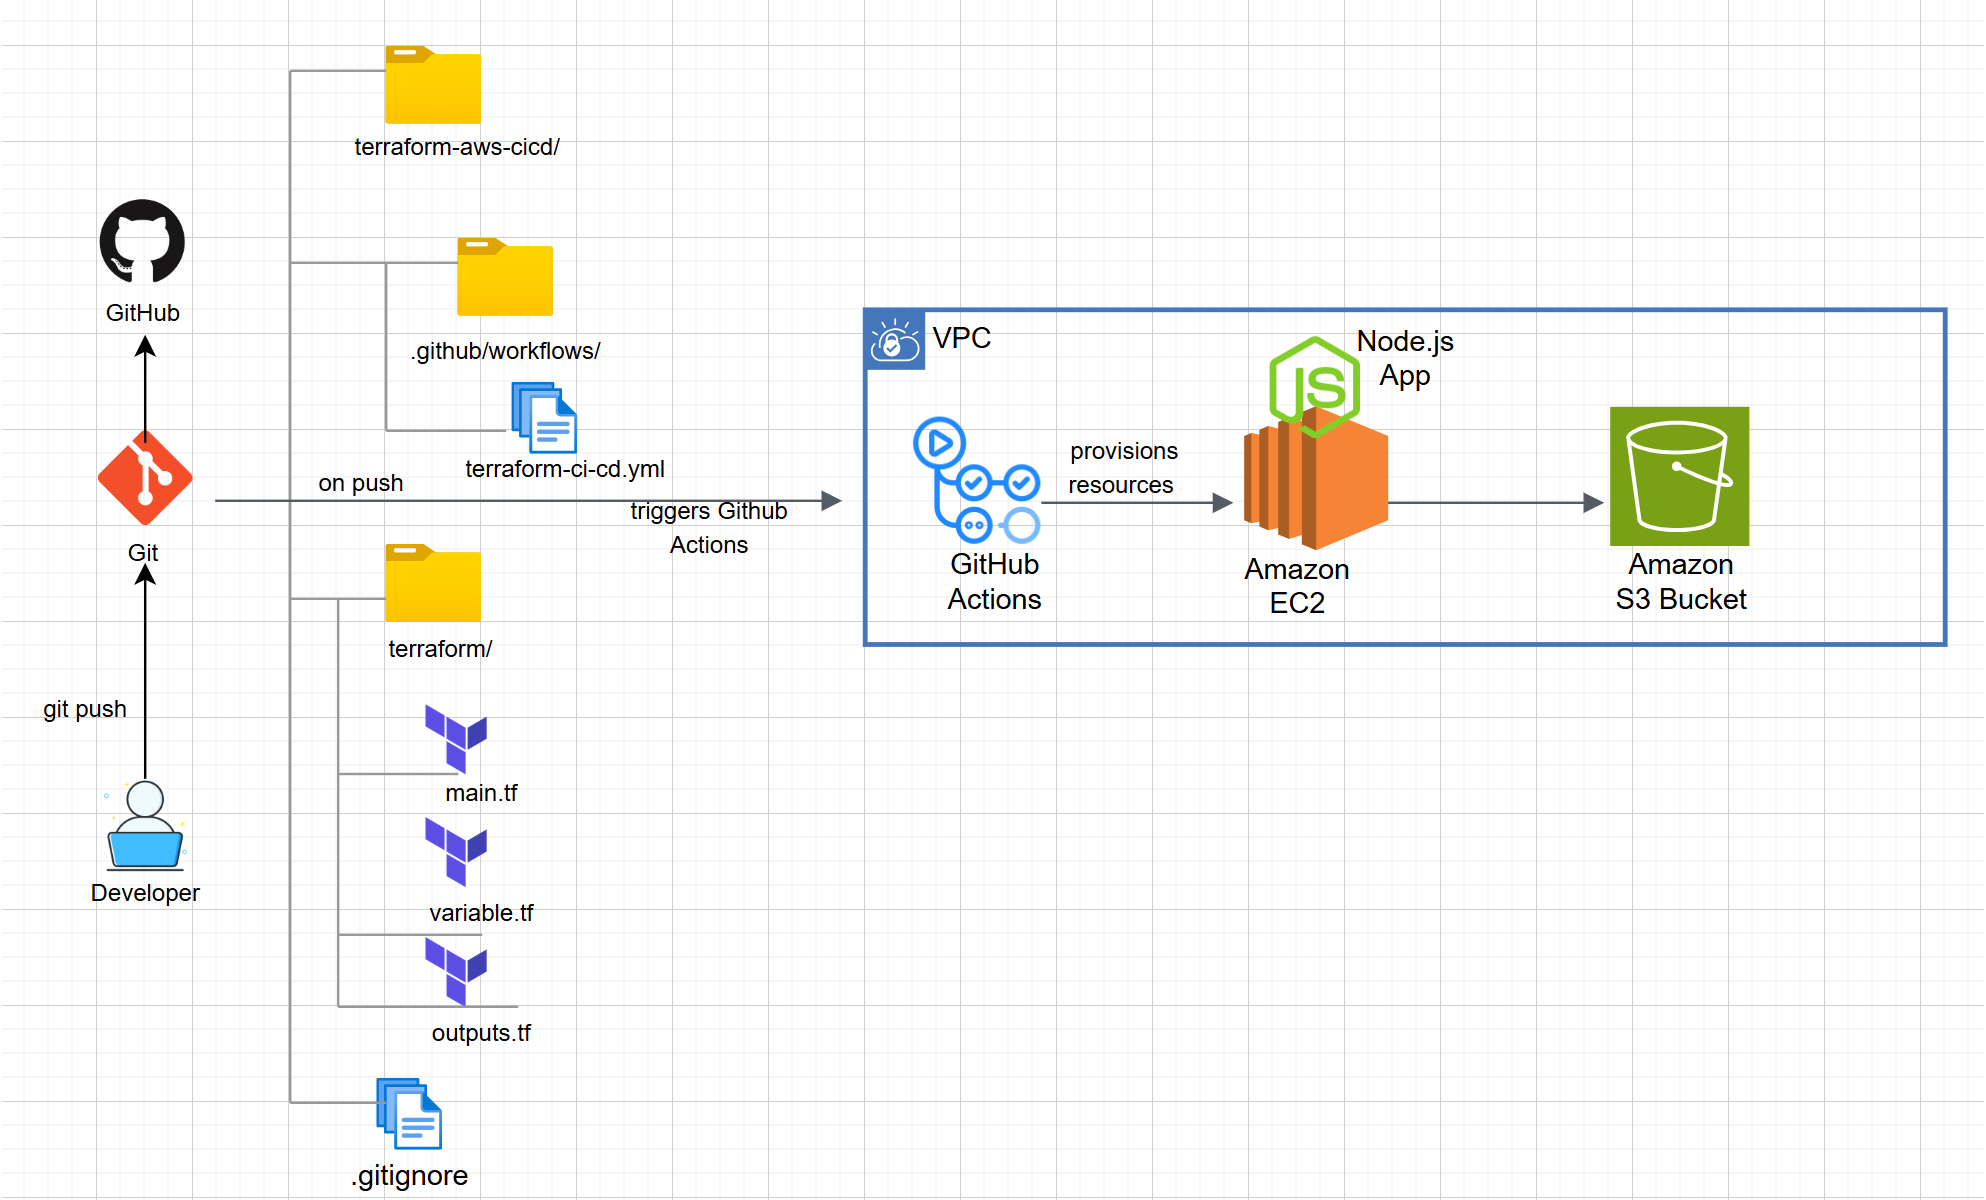 terraform-aws-cicd/
GitHub
.github/workflows/
terraform-ci-cd.yml
on push
triggers Github
Actions
Git
terraform/
git push
main.tf
Developer
variable.tf
outputs.tf
.gitignore
VPC
Node.js
App
JS
provisions
resources
GitHub
Actions
Amazon
EC2
Amazon
S3 Bucket